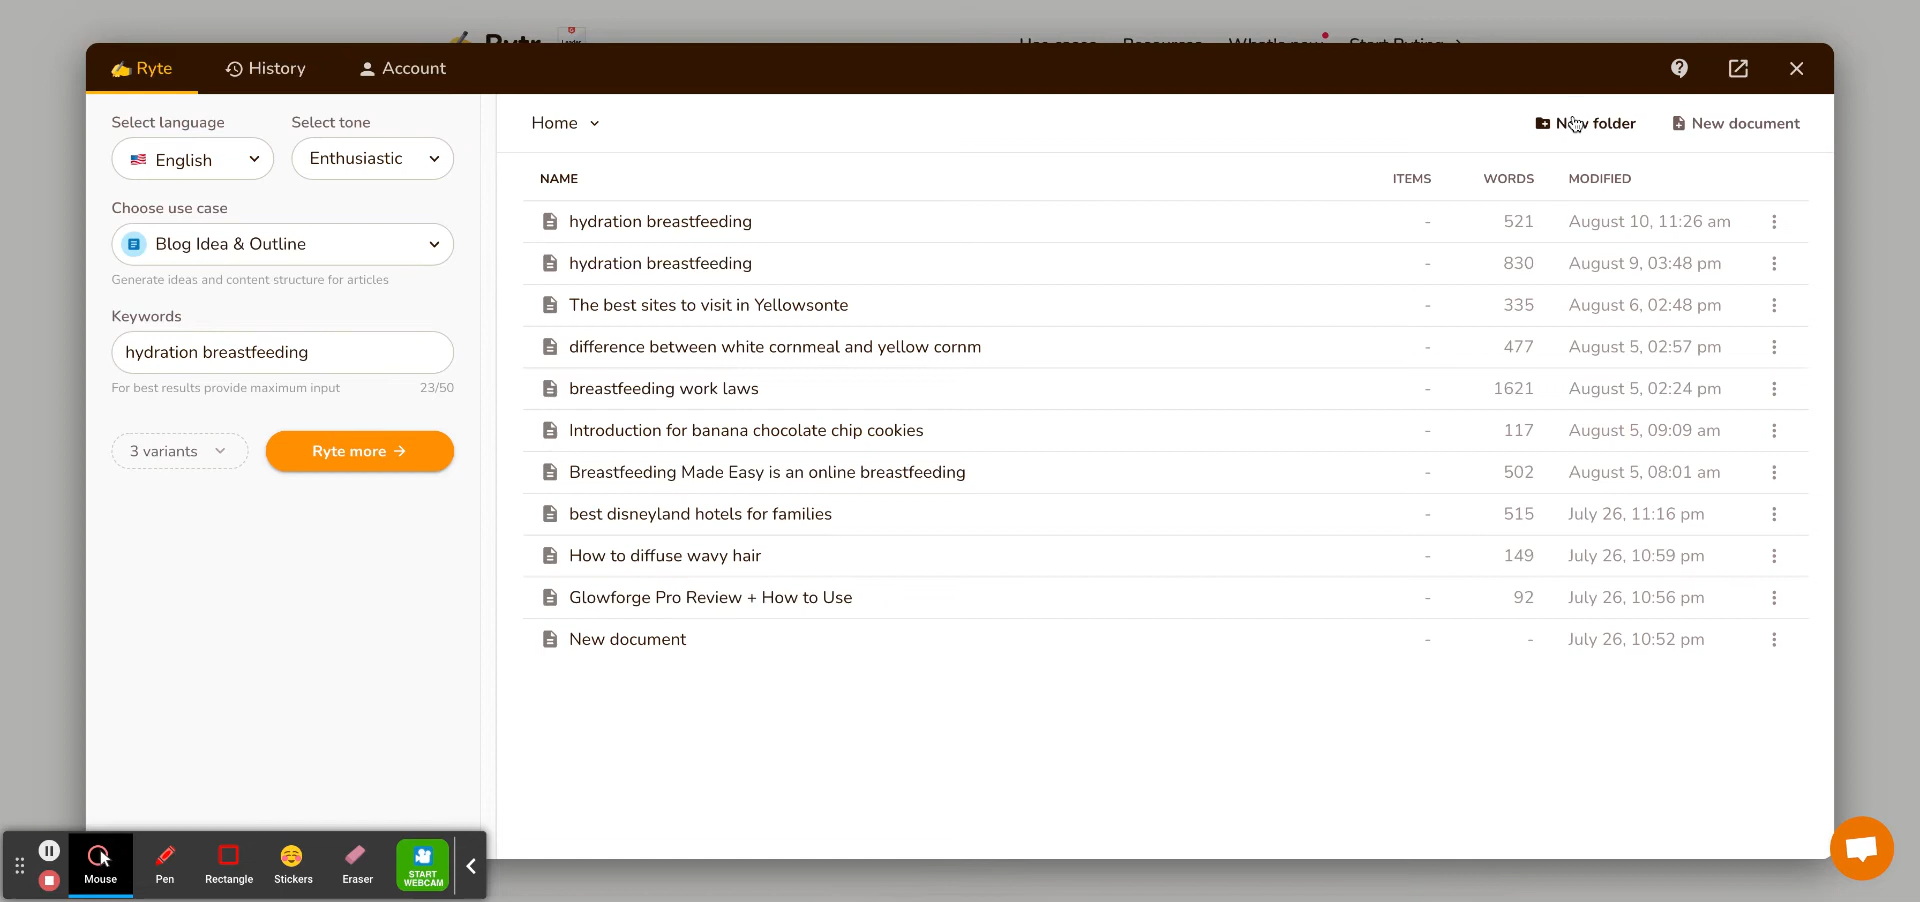 Ryte
History
Account
Select language
Select tone
English
Enthusiastic
Choose use case
Blog Idea & Outline
Generate ideas and content structure for articles
Keywords
hydration breastfeeding
For best results provide maximum input 23/50
3 variants
Ryte more →
Home
New folder
New document
NAME ITEMS WORDS MODIFIED
hydration breastfeeding - 521 August 10, 11:26 am
hydration breastfeeding - 830 August 9, 03:48 pm
The best sites to visit in Yellowsonte - 335 August 6, 02:48 pm
difference between white cornmeal and yellow cornm - 477 August 5, 02:57 pm
breastfeeding work laws - 1621 August 5, 02:24 pm
Introduction for banana chocolate chip cookies - 117 August 5, 09:09 am
Breastfeeding Made Easy is an online breastfeeding - 502 August 5, 08:01 am
best disneyland hotels for families - 515 July 26, 11:16 pm
How to diffuse wavy hair - 149 July 26, 10:59 pm
Glowforge Pro Review + How to Use - 92 July 26, 10:56 pm
New document - - July 26, 10:52 pm
Mouse
Pen
Rectangle
Stickers
Eraser
START
WEBCAM